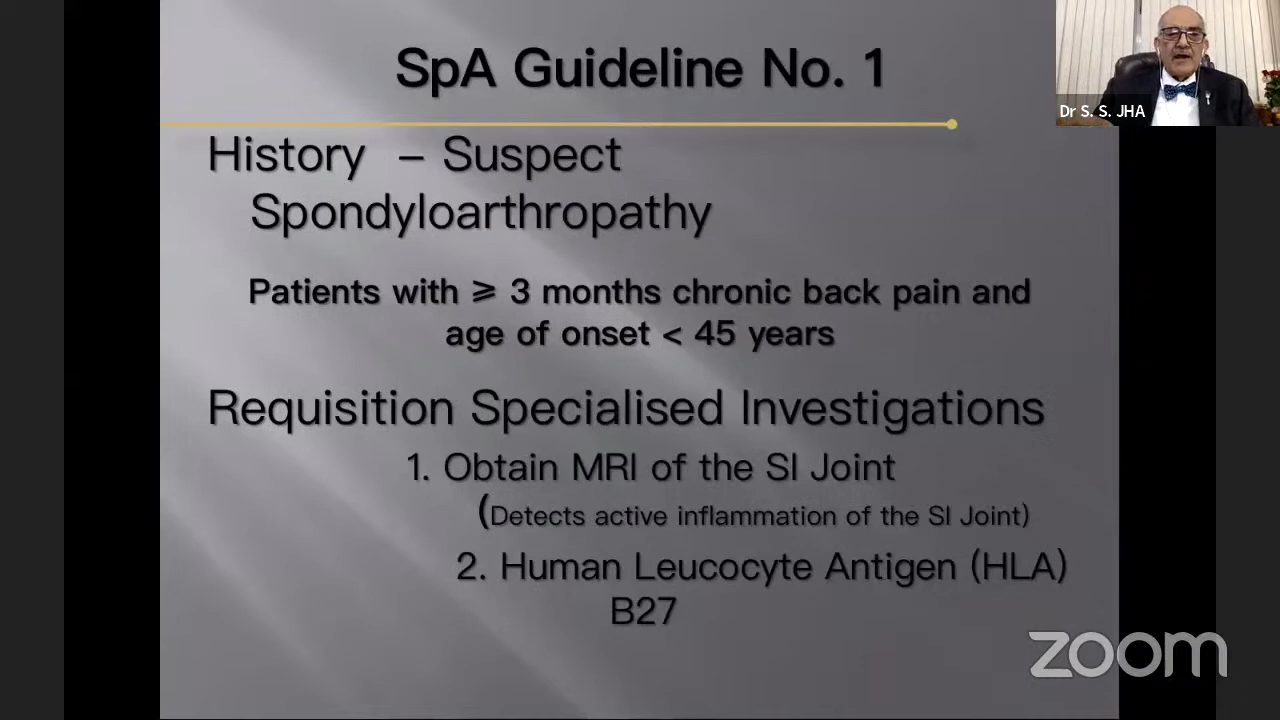 SpA Guideline No. 1
Dr S. S. JHA
History – Suspect
Spondyloarthropathy
Patients with ≥ 3 months chronic back pain and
age of onset < 45 years
Requisition Specialised Investigations
1. Obtain MRI of the SI Joint
(Detects active inflammation of the SI Joint)
2. Human Leucocyte Antigen (HLA)
B27
zoom